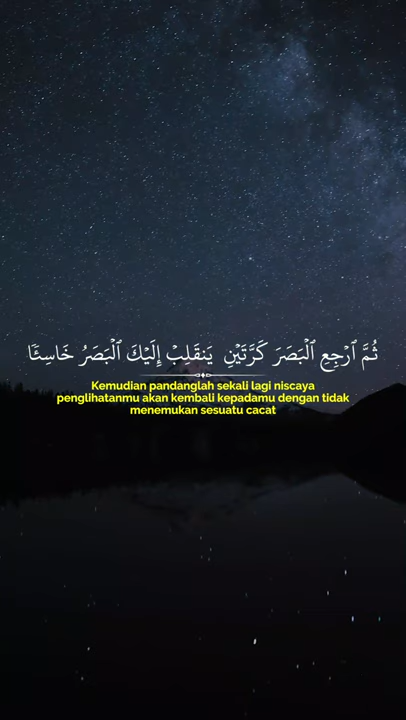 ثُمَّ ٱرْجِعِ ٱلْبَصَرَ كَرَّتَيْنِ يَنقَلِبْ إِلَيْكَ ٱلْبَصَرُ خَاسِئًا
Kemudian pandanglah sekali lagi niscaya
penglihatanmu akan kembali kepadamu dengan tidak
menemukan sesuatu cacat